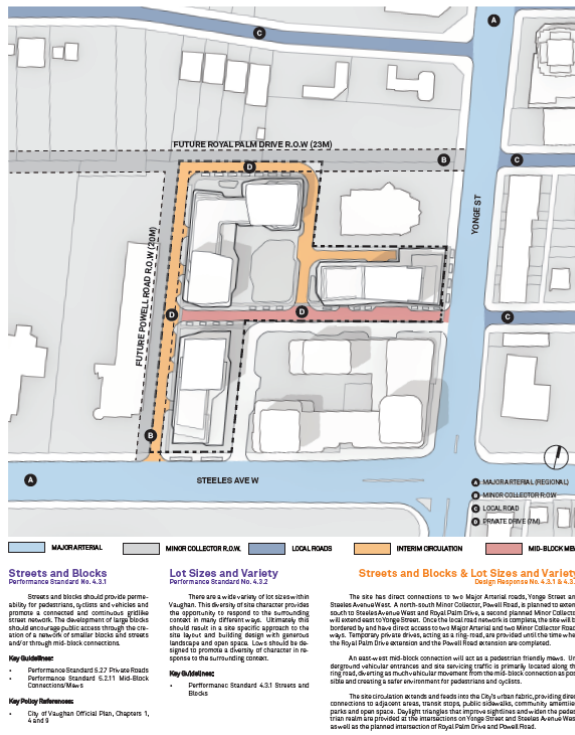 C
A
FUTURE ROYAL PALM DRIVE R.O.W (23M)
D
B
C
YONGE ST
FUTURE POWELL ROAD R.O.W (20M)
D
D
C
B
A
STEELES AVE W
A MAJOR ARTERIAL (REGIONAL)
B MINOR COLLECTOR R.O.W
C LOCAL ROAD
D PRIVATE DRIVE (7M)
MAJOR ARTERIAL
MINOR COLLECTOR R.O.W.
LOCAL ROADS
INTERIM CIRCULATION
MID-BLOCK ME
Streets and Blocks
Performance Standard No. 4.3.1
Streets and blocks should provide perme-
ability for pedestrians, cyclists and vehicles and
promote a connected and continuous gridlike
street network. The development of large blocks
should encourage public access through the cre-
ation of a network of smaller blocks and streets
and/or through mid-block connections.
Key Guidelines:
• Performance Standard 5.2.7 Private Roads
• Performance Standard 5.2.11 Mid-Block
Connections/Mews
Key Policy References:
• City of Vaughan Official Plan, Chapters 1,
4 and 9
Lot Sizes and Variety
Performance Standard No. 4.3.2
There are a wide variety of lot sizes within
Vaughan. This diversity of site character provides
the opportunity to respond to the surrounding
context in many different ways. Ultimately this
should result in a site specific approach to the
site layout and building design with generous
landscape and open space. Laws should be de-
signed to promote a diversity of character in re-
sponse to the surrounding context.
Key Guidelines:
• Performance Standard 4.3.1 Streets and
Blocks
Streets and Blocks & Lot Sizes and Variety
Design Response No. 4.3.1 & 4.3.
The site has direct connections to two Major Arterial roads, Yonge Street an
Steeles Avenue West. A north-south Minor Collector, Powell Road, is planned to exten
south to Steeles Avenue West and Royal Palm Drive, a second planned Minor Collecto
will extend east to Yonge Street. Once the local road network is complete, the site will b
bordered by and have direct access to two Major Arterial and two Minor Collector Road
ways. Temporary private drives, acting as a ring-road, are provided until the time whe
the Royal Palm Drive extension and the Powell Road extension are completed.
An east-west mid-block connection will act as a pedestrian friendly mews. Un
derground vehicular entrances and site servicing traffic is primarily located along the
ring road, diverting as much vehicular movement from the mid-block connection as pos
sible and creating a safer environment for pedestrians and cyclists.
The site circulation extends and feeds into the City's urban fabric, providing direc
connections to adjacent areas, transit stops, public sidewalks, community amenitie
parks and open space. Daylight triangles that improve sightlines and widen the pedes
trian realm are provided at the intersections on Yonge Street and Steeles Avenue West
as well as the planned intersection of Royal Palm Drive and Powell Road.